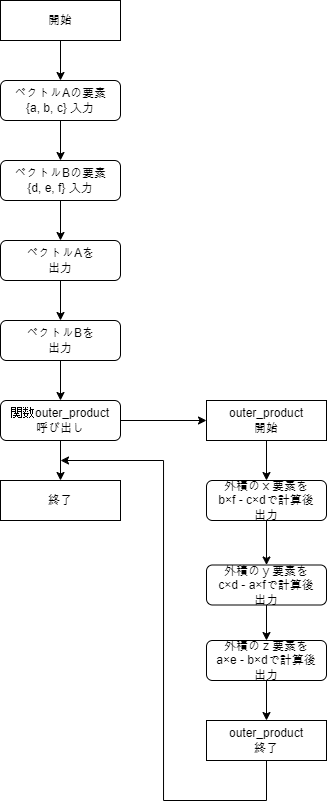 開始
ベクトルAの要素
{a, b, c} 入力
ベクトルBの要素
{d, e, f} 入力
ベクトルAを
出力
ベクトルBを
出力
関数outer_product
呼び出し
終了
outer_product
開始
外積のｘ要素を
b×f - c×dで計算後
出力
外積のｙ要素を
c×d - a×fで計算後
出力
外積のｚ要素を
a×e - b×dで計算後
出力
outer_product
終了